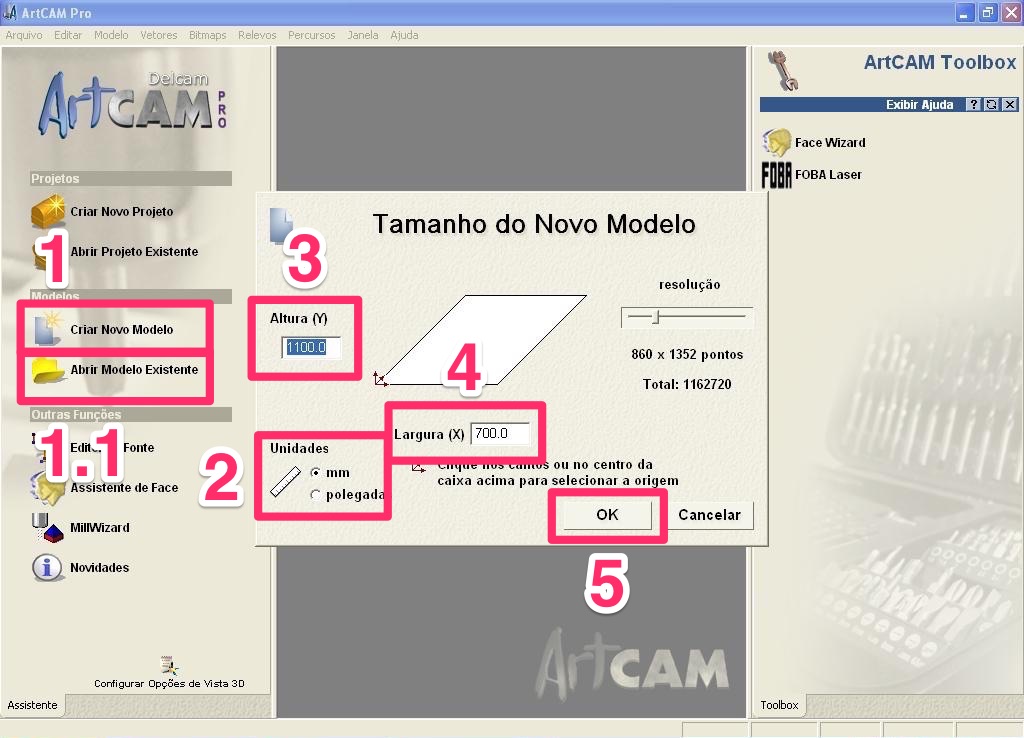 ArtCAM Pro
Arquivo Editar Modelo Vetores Bitmaps Relevos Percursos Janela Ajuda
Delcam
ArtCAM PRO
Projetos
Criar Novo Projeto
Abrir Projeto Existente
1
Modelos
Criar Novo Modelo
Abrir Modelo Existente
Outras Funções
Fonte
1.1
Assistente de Face
MillWizard
Novidades
Configurar Opções de Vista 3D
Assistente
Tamanho do Novo Modelo
3
Altura (Y)
1100.0
resolução
860 x 1352 pontos
Total: 1162720
4
Largura (X) 700.0
2
Unidades
mm
polegada
Clique nos cantos ou no centro da
caixa acima para selecionar a origem
OK Cancelar
5
ArtCAM
ArtCAM Toolbox
Exibir Ajuda ?
Face Wizard
FOBA FOBA Laser
Toolbox